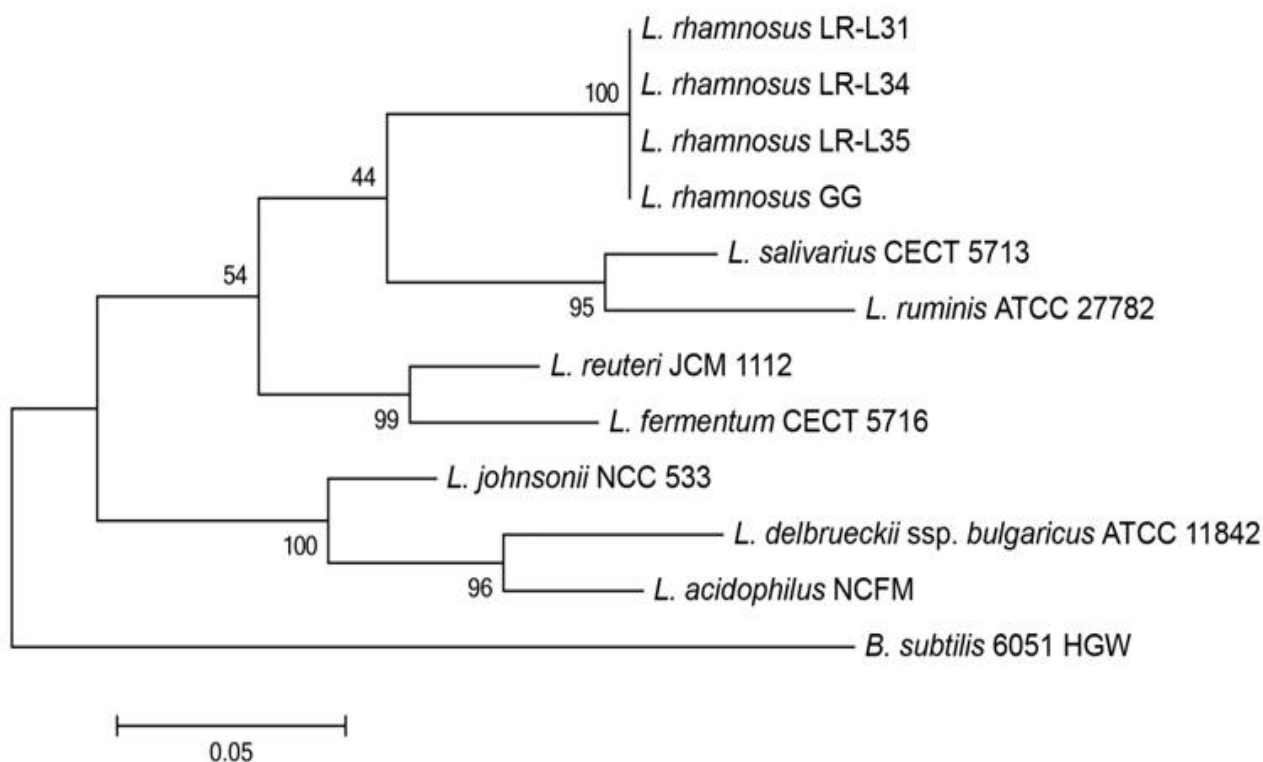 L. rhamnosus LR-L31
100
L. rhamnosus LR-L34
L. rhamnosus LR-L35
44
L. rhamnosus GG
L. salivarius CECT 5713
54
95
L. ruminis ATCC 27782
L. reuteri JCM 1112
99
L. fermentum CECT 5716
L. johnsonii NCC 533
100
L. delbrueckii ssp. bulgaricus ATCC 11842
96
L. acidophilus NCFM
B. subtilis 6051 HGW
0.05